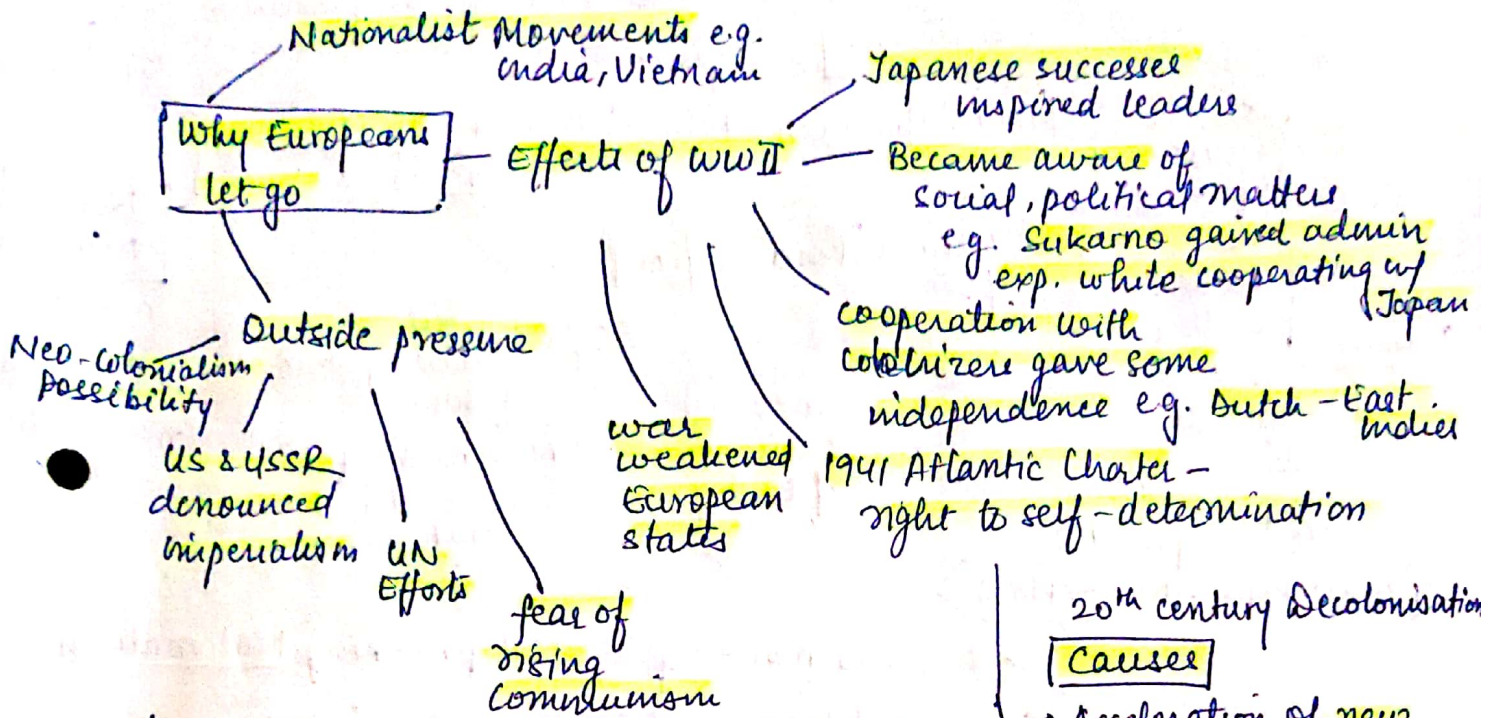 Nationalist Movements e.g.
India, Vietnam
Why Europeans
let go
Effects of WWII
Japanese successes
inspired leaders
Became aware of
social, political matters
e.g. Sukarno gained admin
exp. while cooperating w/
Japan
cooperation with
colonizers gave some
independence e.g. Dutch-East
Indies
1941 Atlantic Charter -
right to self-determination
war
weakened
European
states
Outside pressure
Neo-colonialism
possibility
US & USSR
denounced
imperialism
UN
Efforts
fear of
rising
Communism
20th century Decolonisation
Causes